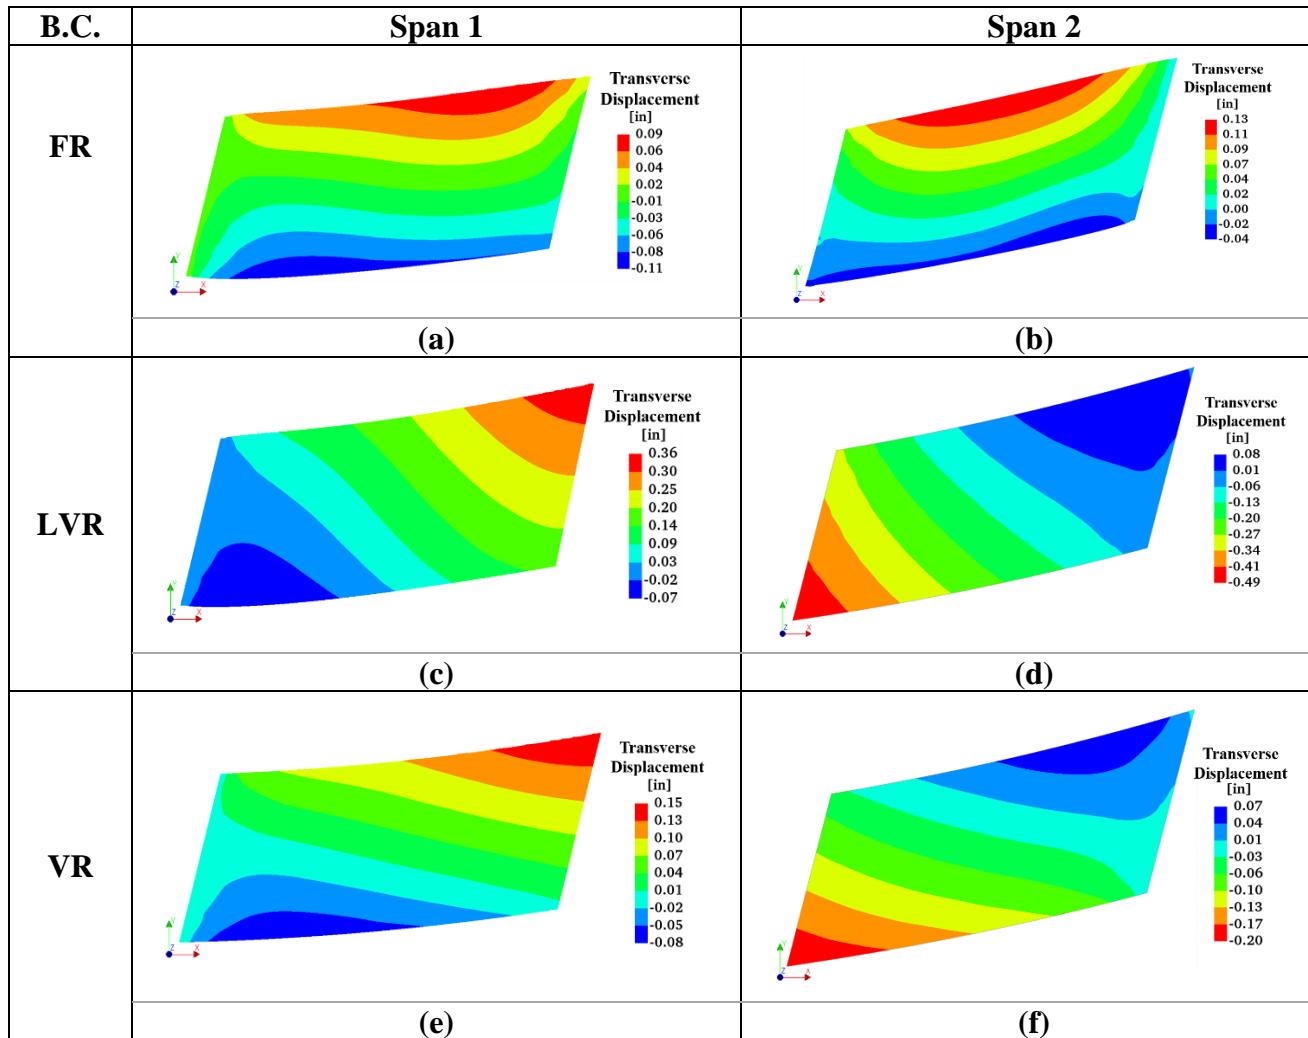 B.C.
Span 1
Span 2
FR
Transverse
Displacement
[in]
0.09
0.06
0.04
0.02
-0.03
-0.06
-0.08
-0.11
Y
Z
X
(a)
Transverse
Displacement
[in]
0.13
0.11
0.09
0.07
0.04
0.02
0.00
-0.02
-0.04
Y
Z
X
(b)
LVR
Transverse
Displacement
[in]
0.36
0.30
0.25
0.20
0.14
0.09
0.03
-0.02
-0.07
Y
Z
X
(c)
Transverse
Displacement
[in]
0.08
0.01
-0.06
-0.13
-0.20
-0.27
-0.34
-0.41
-0.49
Y
Z
X
(d)
VR
Transverse
Displacement
[in]
0.15
0.13
0.10
0.07
0.04
0.01
-0.02
-0.05
-0.08
Y
Z
X
(e)
Transverse
Displacement
[in]
0.07
0.04
0.01
-0.03
-0.06
-0.10
-0.13
-0.17
-0.20
Y
Z
X
(f)